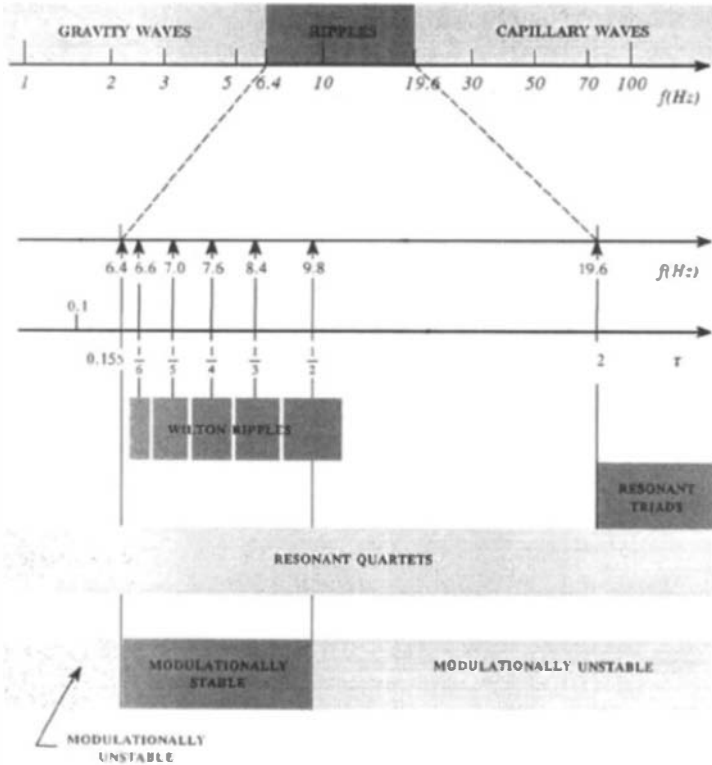 GRAVITY WAVES RIPPLES CAPILLARY WAVES
1 2 3 5 6.4 10 19.6 30 50 70 100
f(Hz)
6.4 6.6 7.0 7.6 8.4 9.8 19.6 f(Hz)
0.1
0.155 1/6 1/5 1/4 1/3 1/2 2 τ
WILTON RIPPLES
RESONANT
TRIADS
RESONANT QUARTETS
MODULATIONALLY
STABLE
MODULATIONALLY UNSTABLE
MODULATIONALLY
UNSTABLE